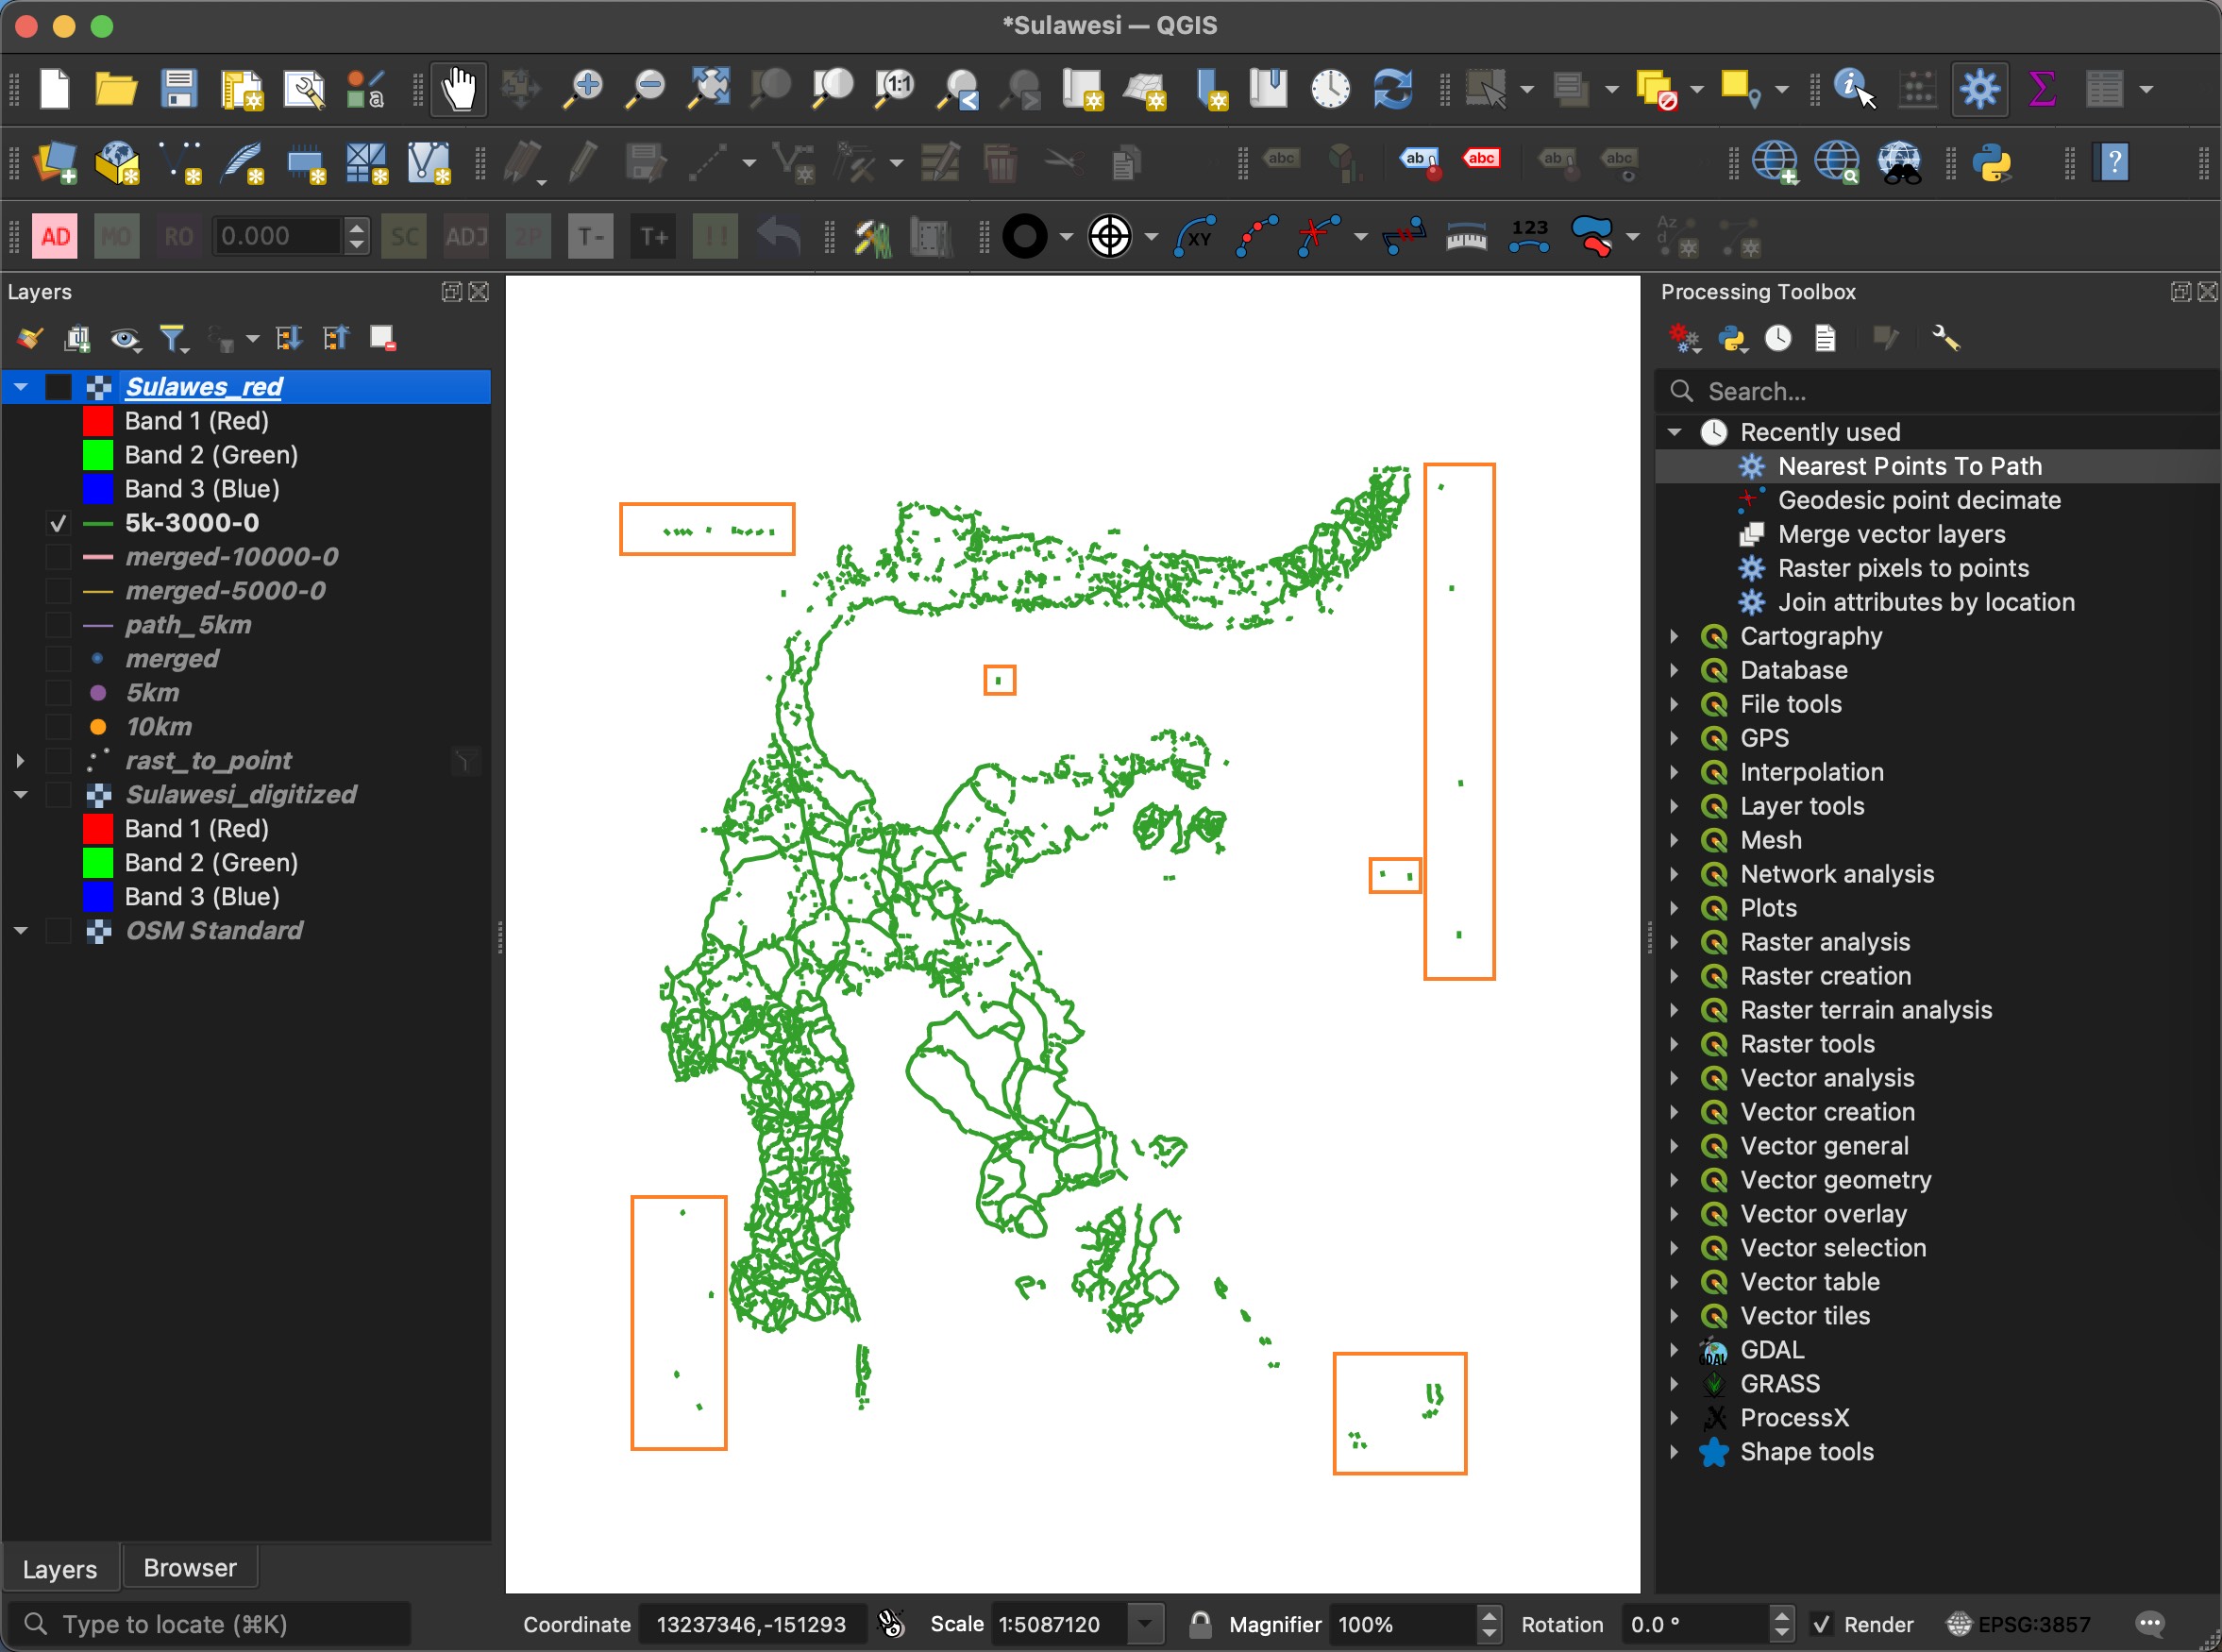 *Sulawesi — QGIS
a
1:1
abc
ab
abc
ab
abc
?
AD
MO
RO
0.000
SC
ADJ
2P
T-
T+
!!
XY
123
Az
d
Layers
Sulawes_red
Band 1 (Red)
Band 2 (Green)
Band 3 (Blue)
5k-3000-0
merged-10000-0
merged-5000-0
path_5km
merged
5km
10km
rast_to_point
Sulawesi_digitized
Band 1 (Red)
Band 2 (Green)
Band 3 (Blue)
OSM Standard
Layers
Browser
Processing Toolbox
Search...
Recently used
Nearest Points To Path
Geodesic point decimate
Merge vector layers
Raster pixels to points
Join attributes by location
Cartography
Database
File tools
GPS
Interpolation
Layer tools
Mesh
Network analysis
Plots
Raster analysis
Raster creation
Raster terrain analysis
Raster tools
Vector analysis
Vector creation
Vector general
Vector geometry
Vector overlay
Vector selection
Vector table
Vector tiles
GDAL
GRASS
ProcessX
Shape tools
Type to locate (⌘K)
Coordinate 13237346,-151293
Scale 1:5087120
Magnifier 100%
Rotation 0.0 °
Render
EPSG:3857